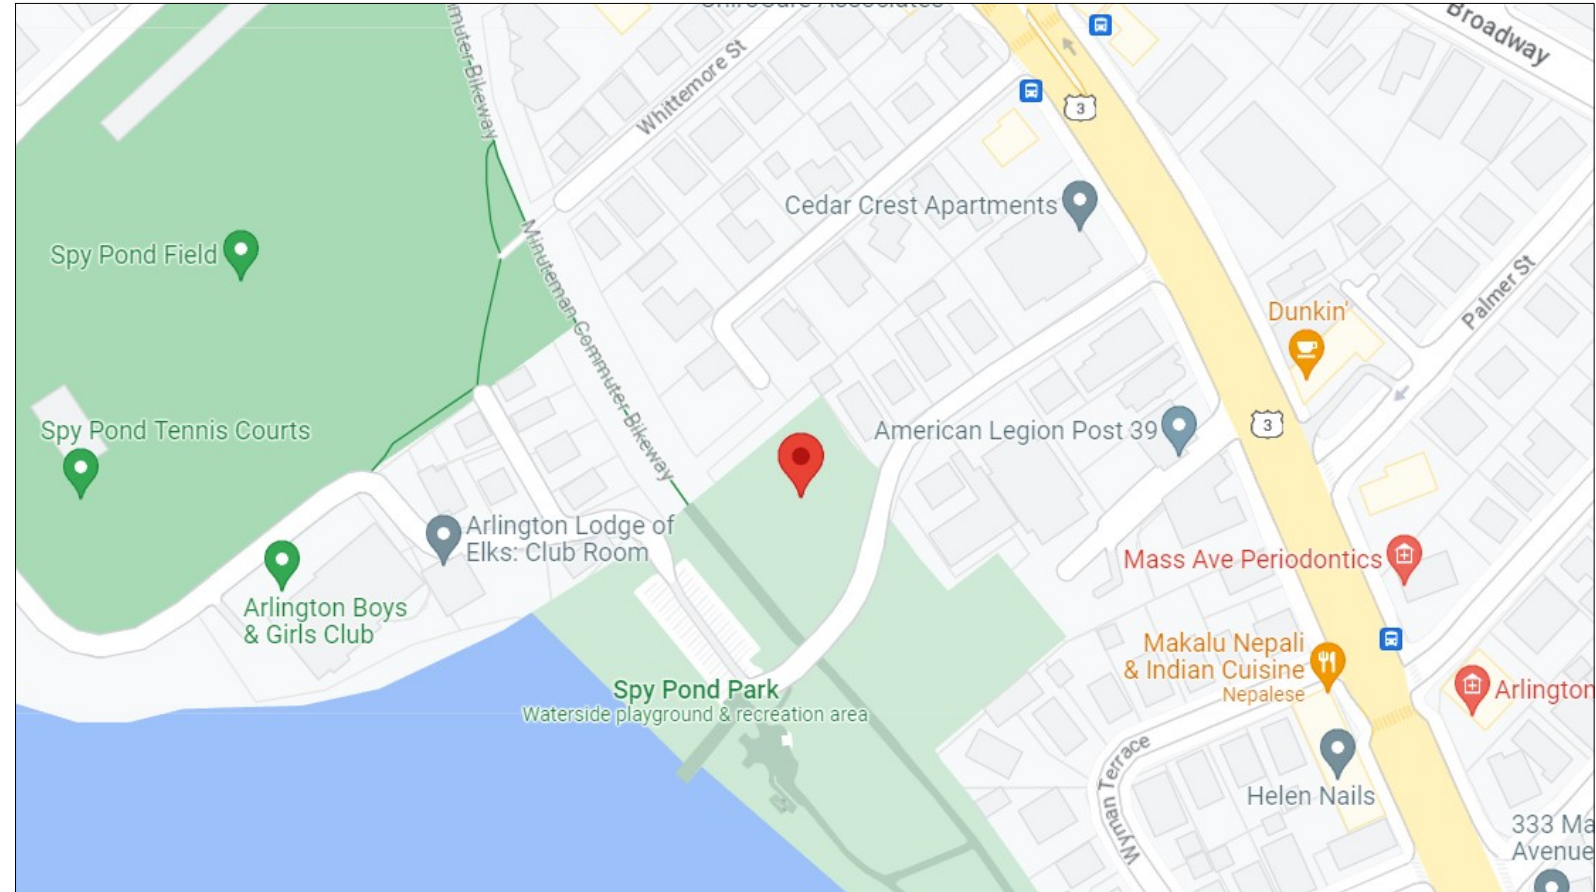 ChiroCare Associates
Broadway
muter Bikeway
Whittemore St
3
Cedar Crest Apartments
Spy Pond Field
Minuteman Commuter Bikeway
Palmer St
Dunkin'
3
American Legion Post 39
Spy Pond Tennis Courts
Arlington Lodge of
Elks: Club Room
Mass Ave Periodontics
Arlington Boys
& Girls Club
Makalu Nepali
& Indian Cuisine
Nepalese
Spy Pond Park
Waterside playground & recreation area
Arlington
Wyman Terrace
Helen Nails
333 Ma
Avenue